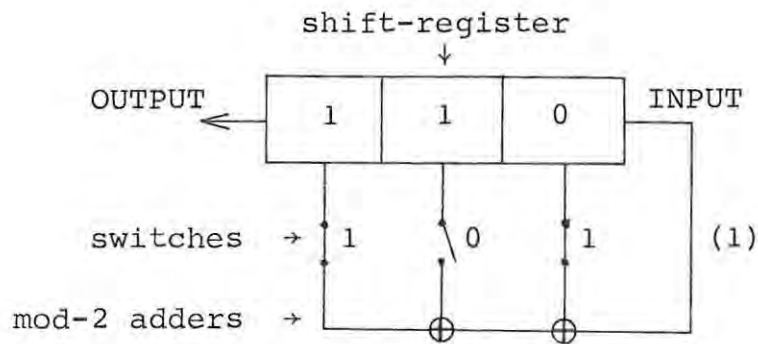 shift-register
↓
OUTPUT 1 1 0 INPUT
switches → 1 0 1 (1)
mod-2 adders →